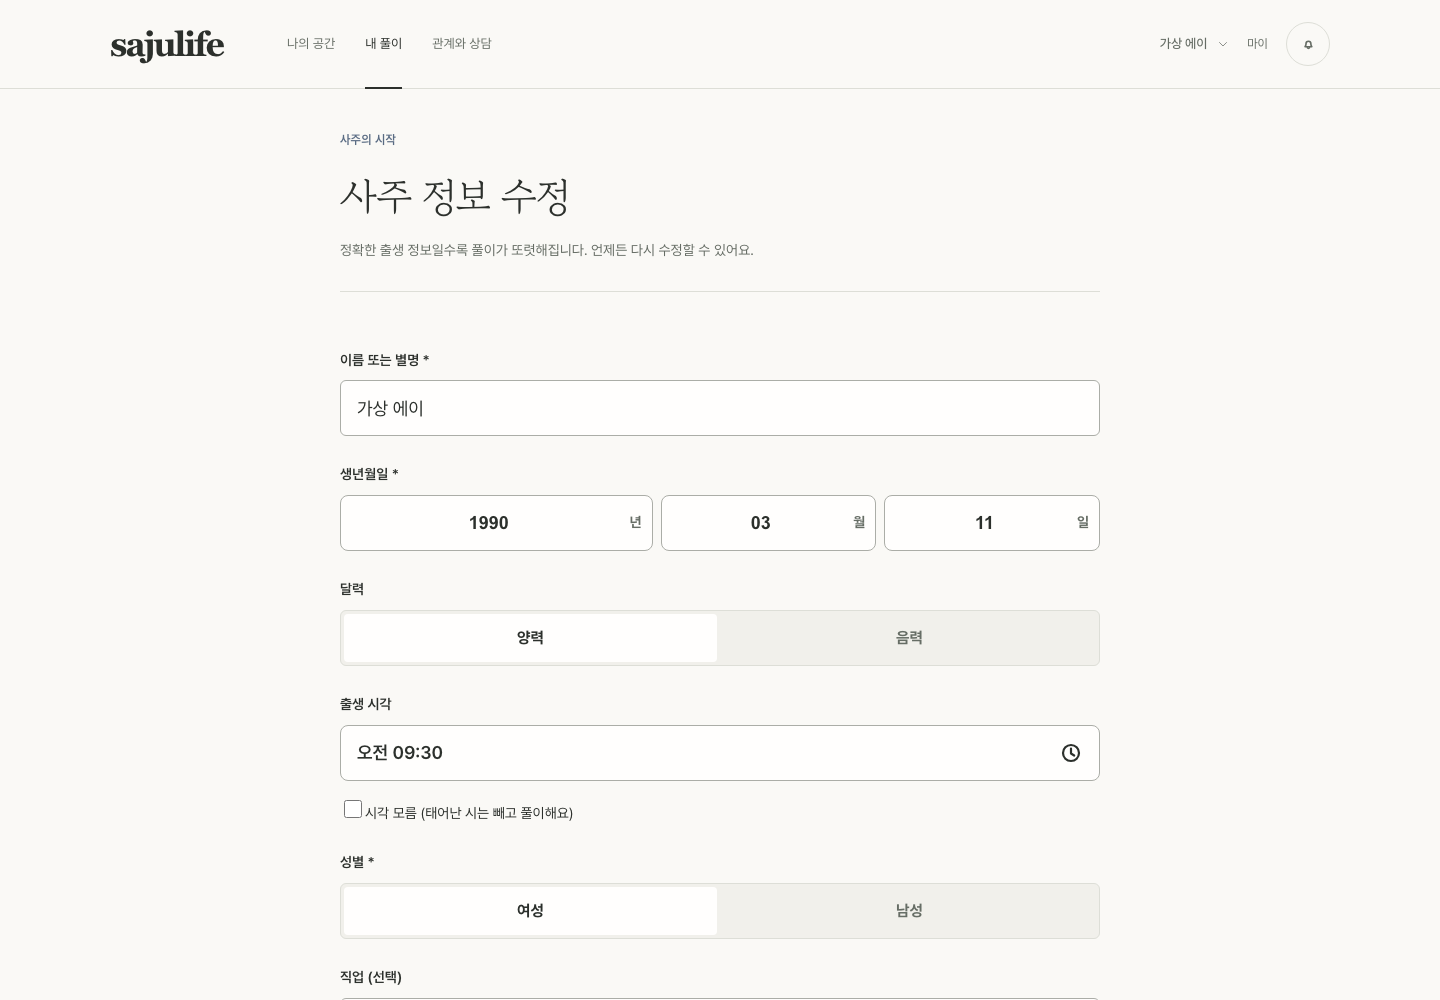 sajulife
나의 공간
내 풀이
관계와 상담
가상 에이
마이
사주의 시작
사주 정보 수정
정확한 출생 정보일수록 풀이가 또렷해집니다. 언제든 다시 수정할 수 있어요.
이름 또는 별명 *
가상 에이
생년월일 *
1990 년
03 월
11 일
달력
양력
음력
출생 시각
오전 09:30
시각 모름 (태어난 시는 빼고 풀이해요)
성별 *
여성
남성
직업 (선택)